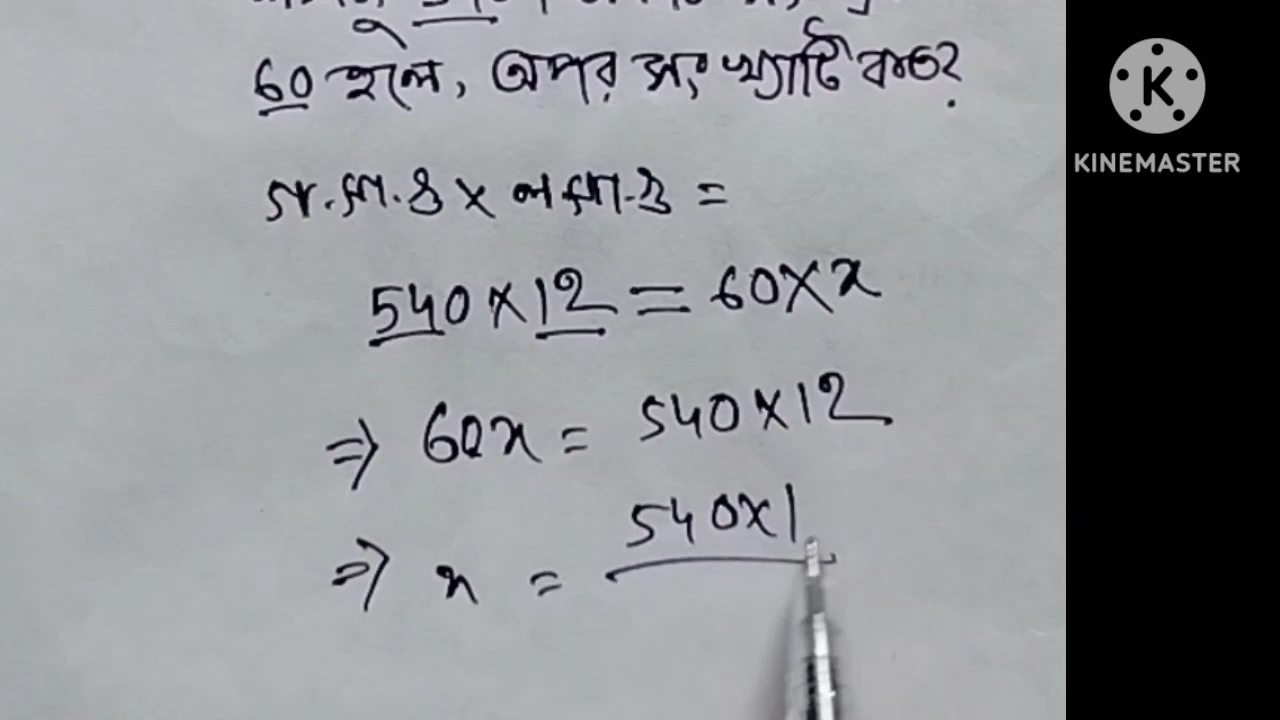 60 হলে, অপর সংখ্যাটি কত?
গ.সা.গু × ল.সা.গু =
540 × 12 = 60 × x
⇒ 60x = 540 × 12
⇒ x = 540 × 1
K
KINEMASTER